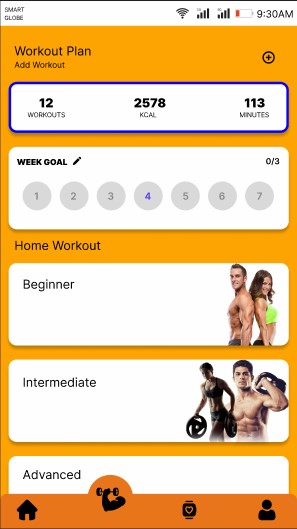 SMART
GLOBE
9:30AM
Workout Plan
Add Workout
12 2578 113
WORKOUTS KCAL MINUTES
WEEK GOAL 0/3
1 2 3 4 5 6 7
Home Workout
Beginner
Intermediate
Advanced